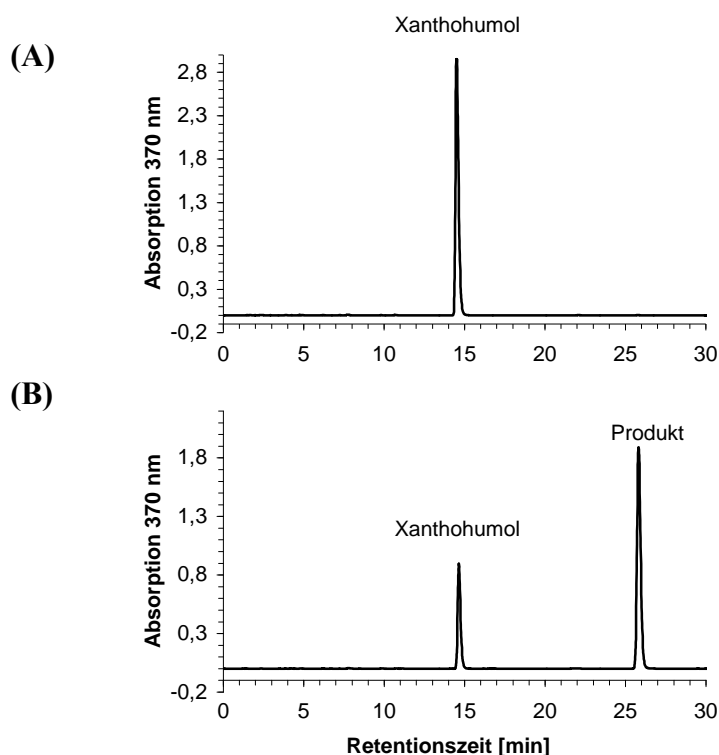 Xanthohumol
(A)
Absorption 370 nm
2,8
2,3
1,8
1,3
0,8
0,3
-0,2
0 5 10 15 20 25 30
(B)
Absorption 370 nm
1,8
1,3
0,8
0,3
-0,2
Produkt
Xanthohumol
0 5 10 15 20 25 30
Retentionszeit [min]